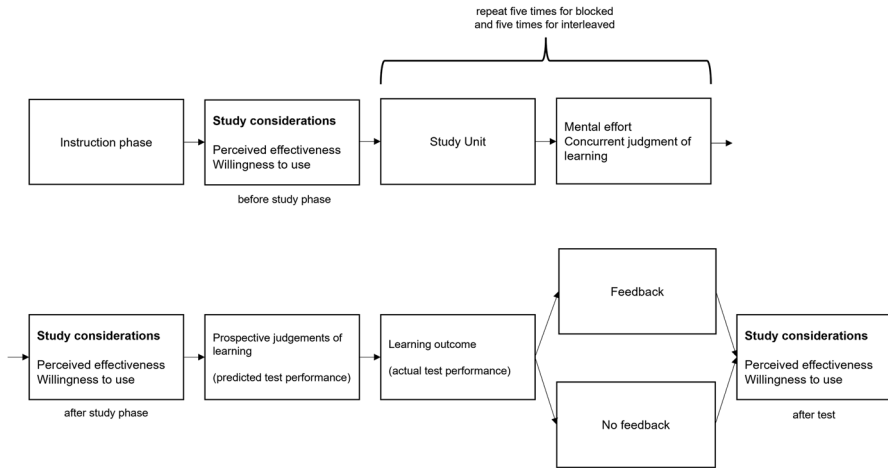 repeat five times for blocked
and five times for interleaved
Instruction phase
Study considerations
Perceived effectiveness
Willingness to use
before study phase
Study Unit
Mental effort
Concurrent judgment of
learning
Study considerations
Perceived effectiveness
Willingness to use
after study phase
Prospective judgements of
learning
(predicted test performance)
Learning outcome
(actual test performance)
Feedback
No feedback
Study considerations
Perceived effectiveness
Willingness to use
after test